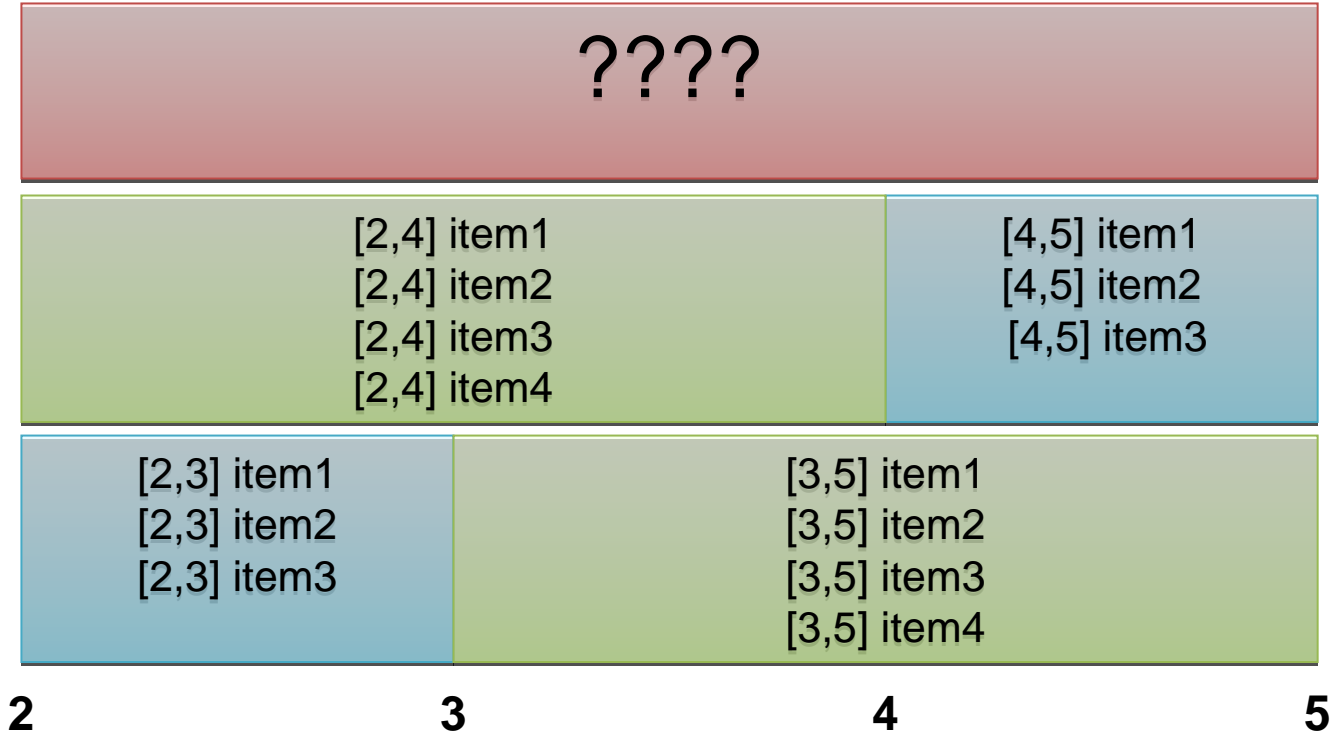 ????
[2,4] item1
[2,4] item2
[2,4] item3
[2,4] item4
[4,5] item1
[4,5] item2
[4,5] item3
[2,3] item1
[2,3] item2
[2,3] item3
[3,5] item1
[3,5] item2
[3,5] item3
[3,5] item4
2 3 4 5